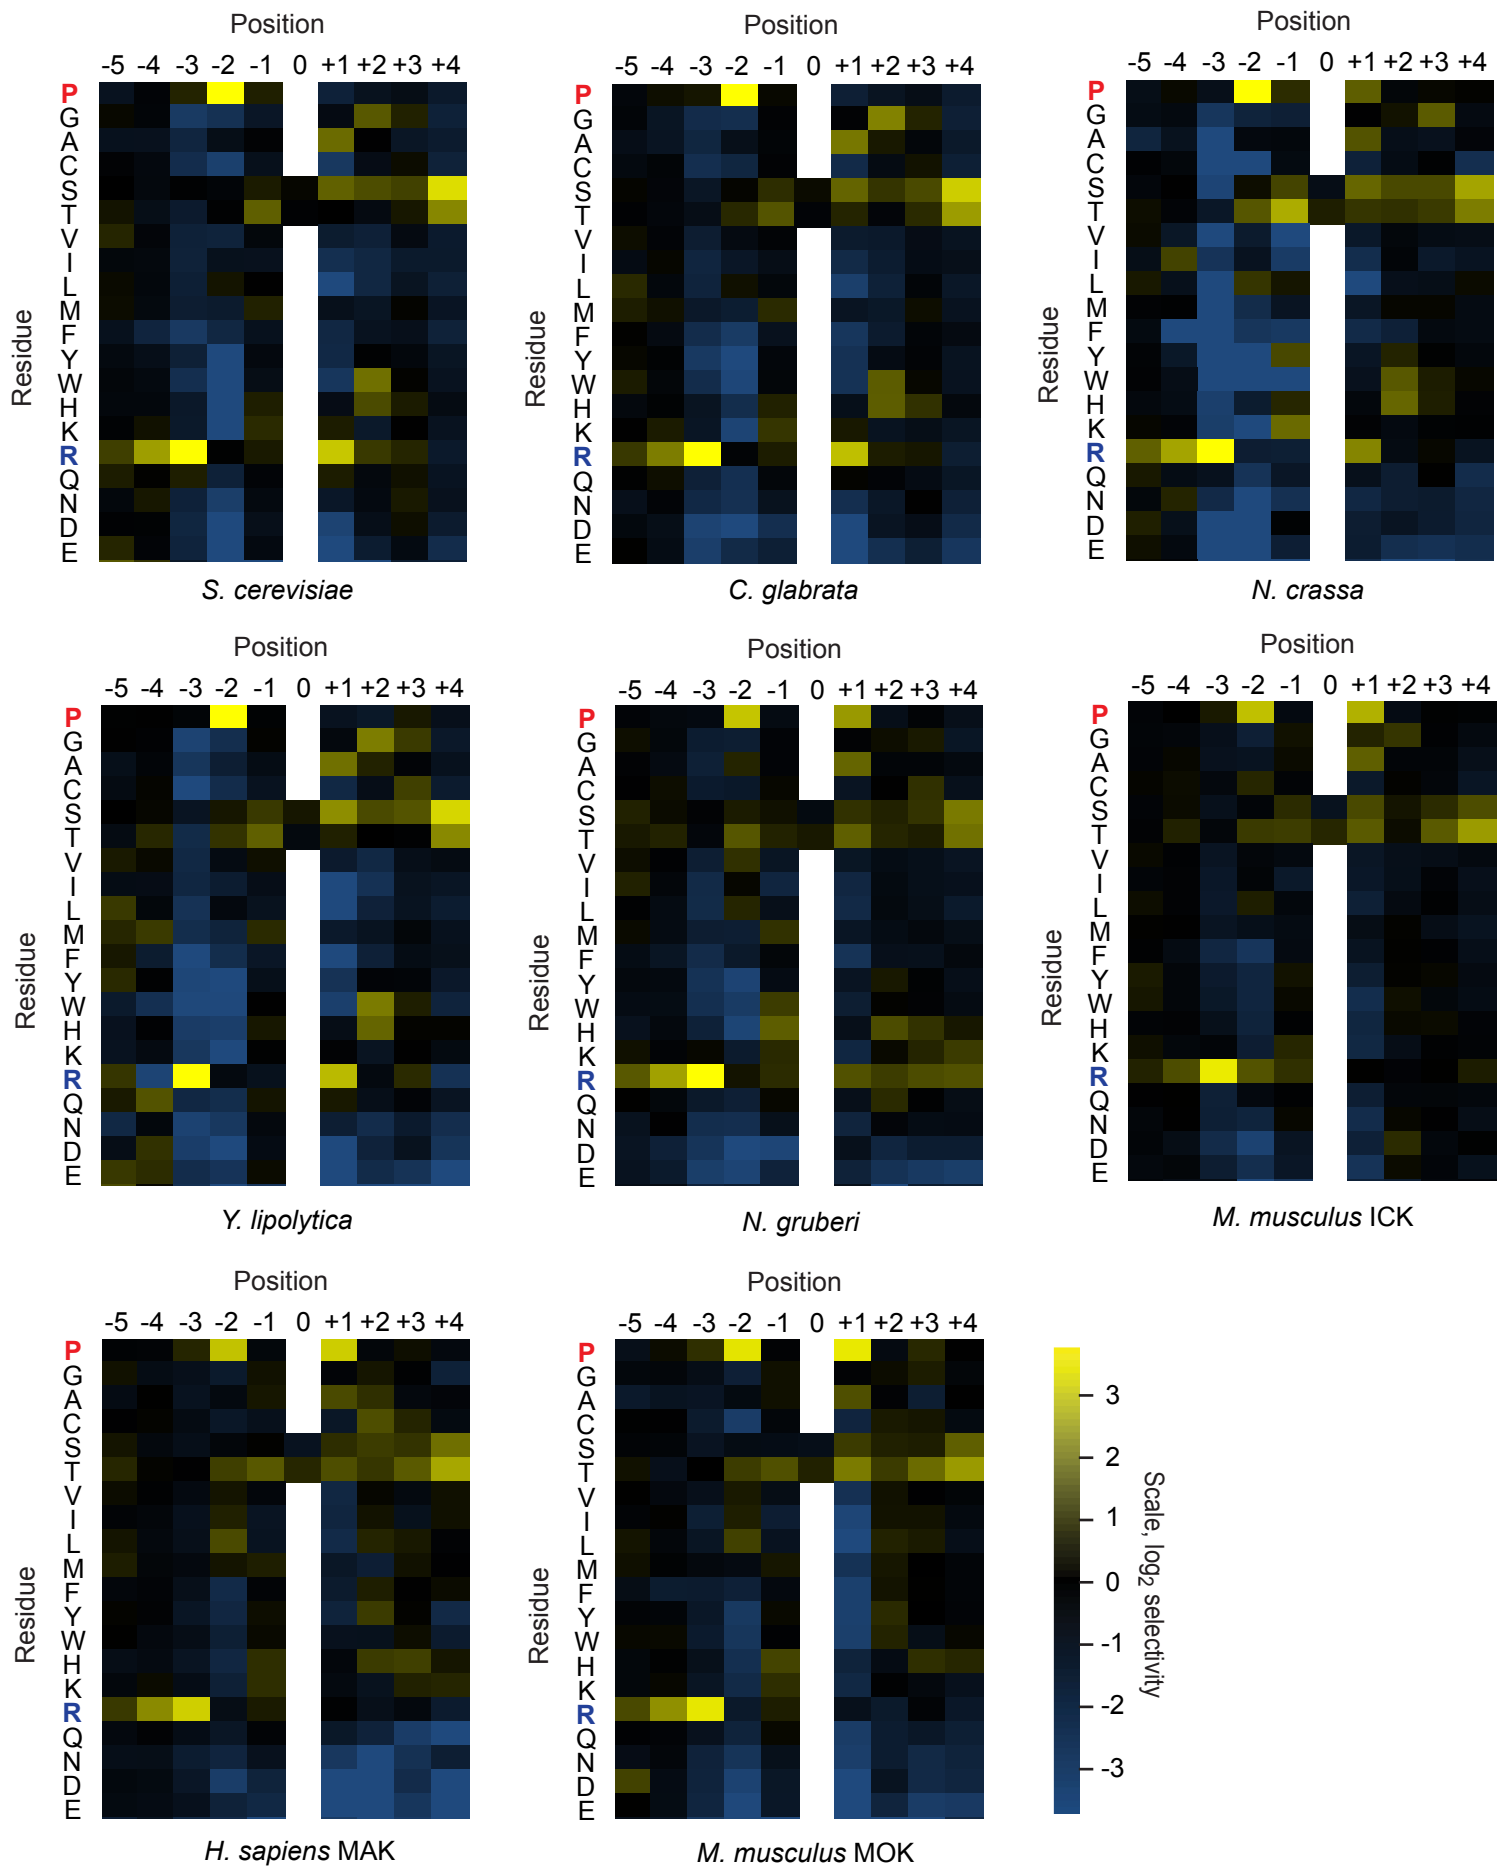 Position
-5 -4 -3 -2 -1 0 +1 +2 +3 +4
Residue
P
G
A
C
S
T
V
I
L
M
F
Y
W
H
K
R
Q
N
D
E
S. cerevisiae
Position
-5 -4 -3 -2 -1 0 +1 +2 +3 +4
Residue
P
G
A
C
S
T
V
I
L
M
F
Y
W
H
K
R
Q
N
D
E
C. glabrata
Position
-5 -4 -3 -2 -1 0 +1 +2 +3 +4
Residue
P
G
A
C
S
T
V
I
L
M
F
Y
W
H
K
R
Q
N
D
E
N. crassa
Position
-5 -4 -3 -2 -1 0 +1 +2 +3 +4
Residue
P
G
A
C
S
T
V
I
L
M
F
Y
W
H
K
R
Q
N
D
E
Y. lipolytica
Position
-5 -4 -3 -2 -1 0 +1 +2 +3 +4
Residue
P
G
A
C
S
T
V
I
L
M
F
Y
W
H
K
R
Q
N
D
E
N. gruberi
Position
-5 -4 -3 -2 -1 0 +1 +2 +3 +4
Residue
P
G
A
C
S
T
V
I
L
M
F
Y
W
H
K
R
Q
N
D
E
M. musculus ICK
Position
-5 -4 -3 -2 -1 0 +1 +2 +3 +4
Residue
P
G
A
C
S
T
V
I
L
M
F
Y
W
H
K
R
Q
N
D
E
H. sapiens MAK
Position
-5 -4 -3 -2 -1 0 +1 +2 +3 +4
Residue
P
G
A
C
S
T
V
I
L
M
F
Y
W
H
K
R
Q
N
D
E
M. musculus MOK
3
2
1
0
-1
-2
-3
Scale, log2 selectivity